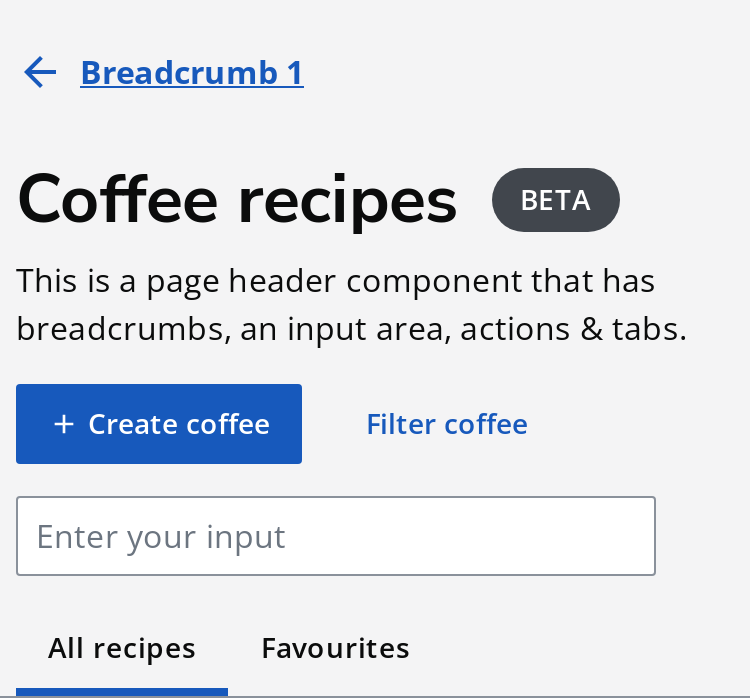 Breadcrumb 1
Coffee recipes BETA
This is a page header component that has
breadcrumbs, an input area, actions & tabs.
+ Create coffee Filter coffee
Enter your input
All recipes Favourites